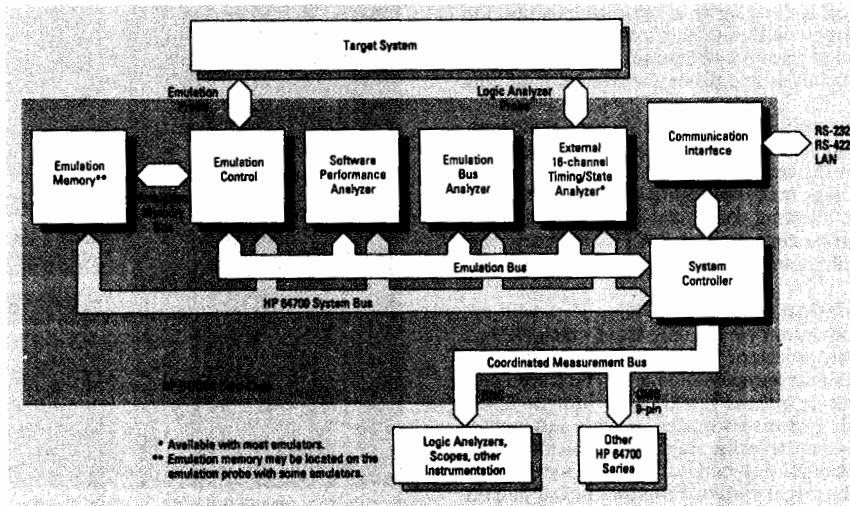 Target System
Emulation
Logic Analyzer
Emulation
Memory**
Emulation
Control
Software
Performance
Analyzer
Emulation
Bus
Analyzer
External
16-channel
Timing/State
Analyzer*
Communication
Interface
RS-232
RS-422
LAN
Emulation Bus
System
Controller
HP 64700 System Bus
Coordinated Measurement Bus
9-pin
* Available with most emulators.
** Emulation memory may be located on the
emulation probe with some emulators.
Logic Analyzers,
Scopes, other
Instrumentation
Other
HP 64700
Series